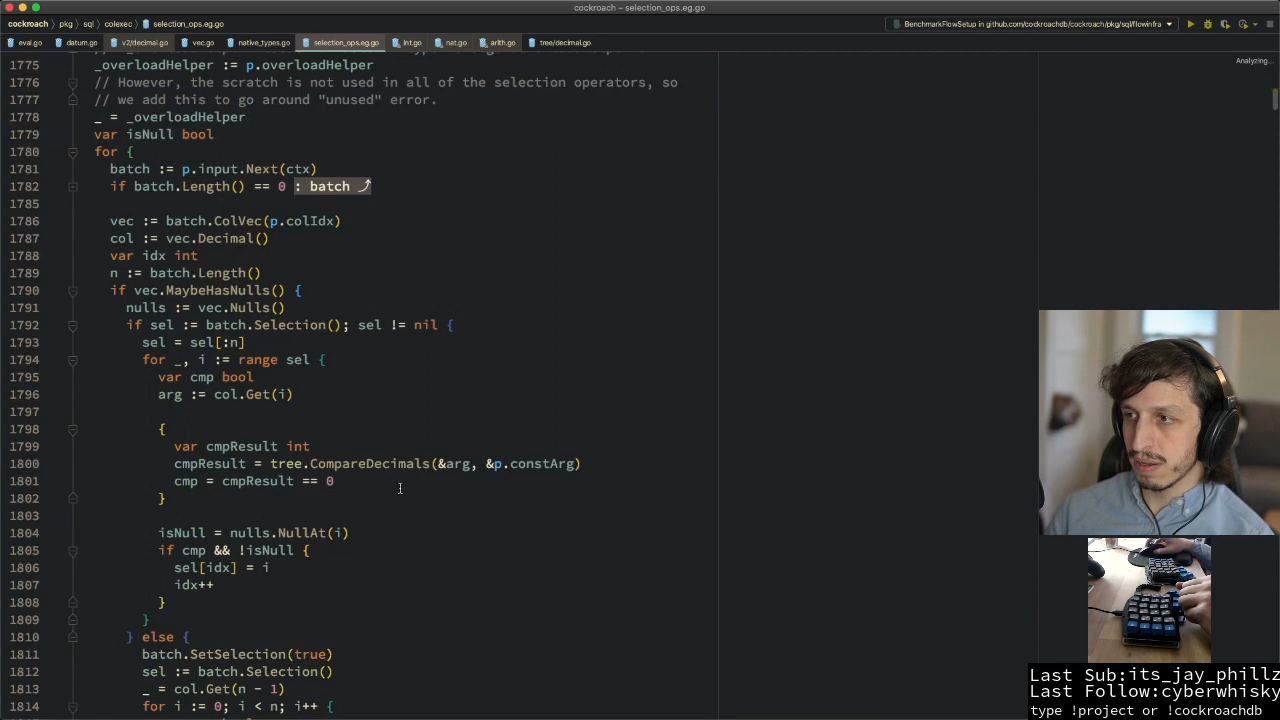 cockroach – selection_ops.eg.go
cockroach › pkg › sql › colexec › selection_ops.eg.go
BenchmarkFlowSetup in github.com/cockroachdb/cockroach/pkg/sql/flowinfra
eval.go datum.go v2/decimal.go vec.go native_types.go selection_ops.eg.go int.go nat.go arith.go tree/decimal.go
Analyzing...
1775 _overloadHelper := p.overloadHelper
1776 // However, the scratch is not used in all of the selection operators, so
1777 // we add this to go around "unused" error.
1778 _ = _overloadHelper
1779 var isNull bool
1780 for {
1781 batch := p.input.Next(ctx)
1782 if batch.Length() == 0 : batch ⤴
1785
1786 vec := batch.ColVec(p.colIdx)
1787 col := vec.Decimal()
1788 var idx int
1789 n := batch.Length()
1790 if vec.MaybeHasNulls() {
1791 nulls := vec.Nulls()
1792 if sel := batch.Selection(); sel != nil {
1793 sel = sel[:n]
1794 for _, i := range sel {
1795 var cmp bool
1796 arg := col.Get(i)
1797
1798 {
1799 var cmpResult int
1800 cmpResult = tree.CompareDecimals(&arg, &p.constArg)
1801 cmp = cmpResult == 0
1802 }
1803
1804 isNull = nulls.NullAt(i)
1805 if cmp && !isNull {
1806 sel[idx] = i
1807 idx++
1808 }
1809 }
1810 } else {
1811 batch.SetSelection(true)
1812 sel := batch.Selection()
1813 _ = col.Get(n - 1)
1814 for i := 0; i < n; i++ {
Last Sub:its_jay_phillz
Last Follow:cyberwhisky
type !project or !cockroachdb